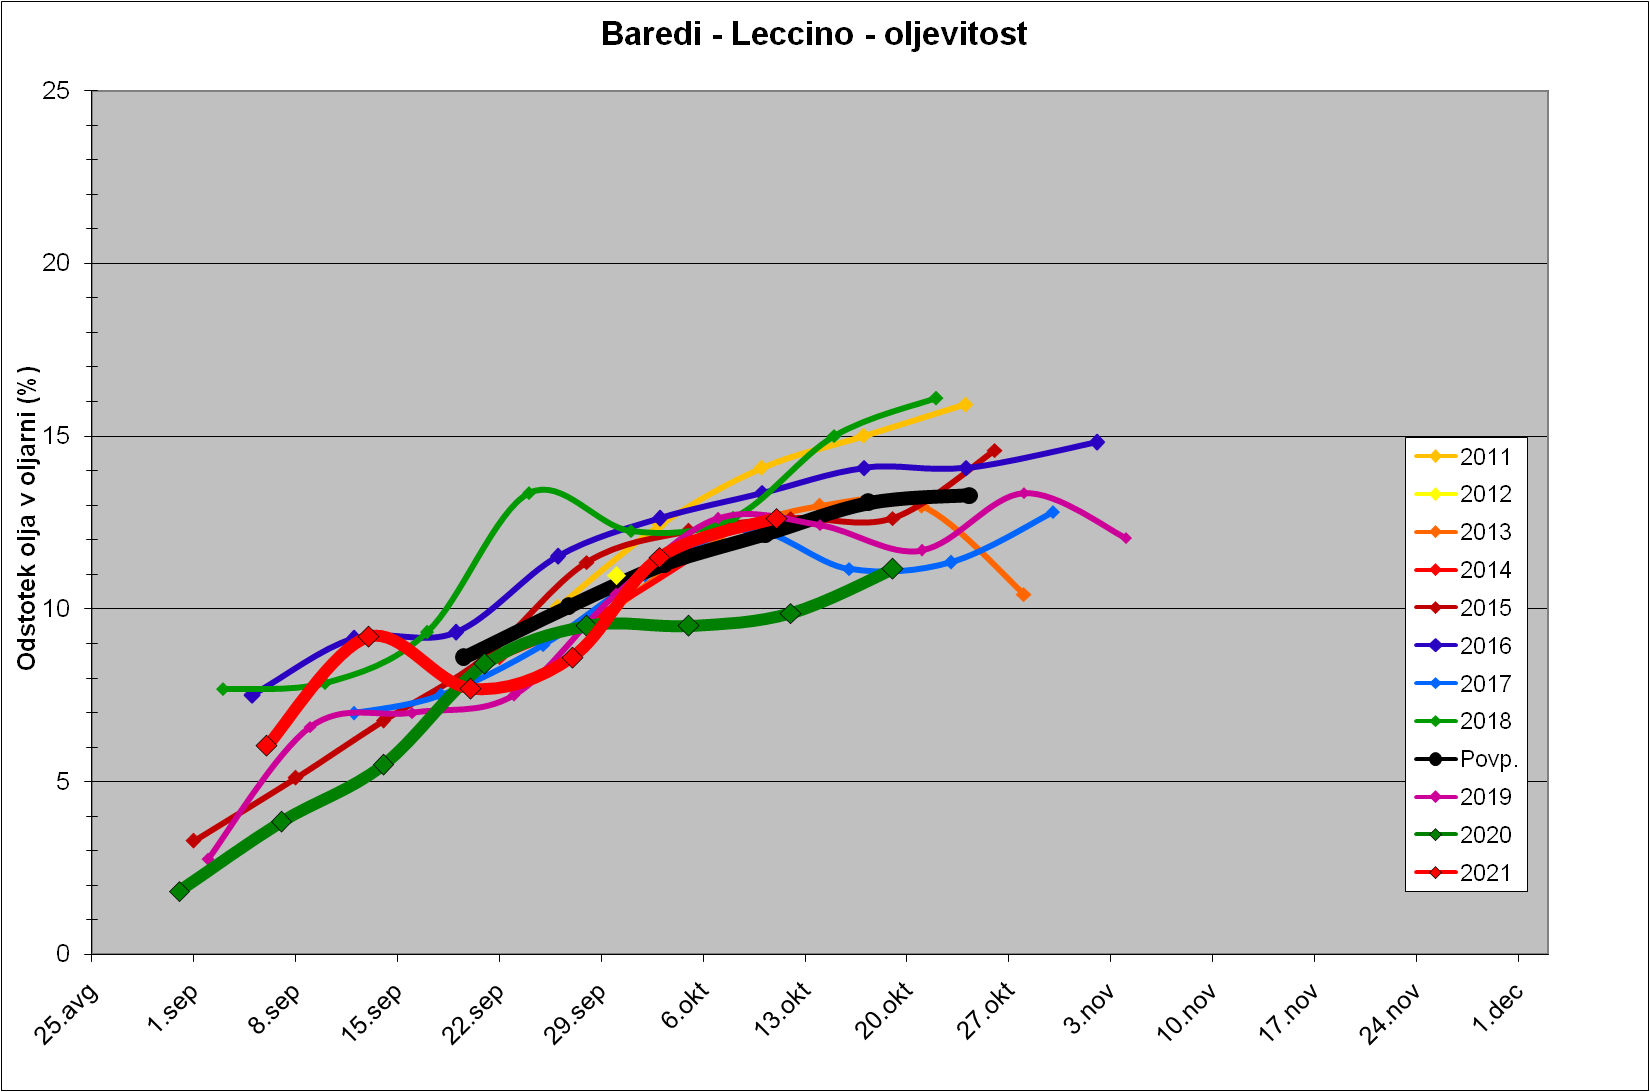 Baredi - Leccino - oljevitost
Odstotek olja v oljarni (%)
25
20
15
10
5
0
25.avg
1.sep
8.sep
15.sep
22.sep
29.sep
6.okt
13.okt
20.okt
27.okt
3.nov
10.nov
17.nov
24.nov
1.dec
2011
2012
2013
2014
2015
2016
2017
2018
Povp.
2019
2020
2021